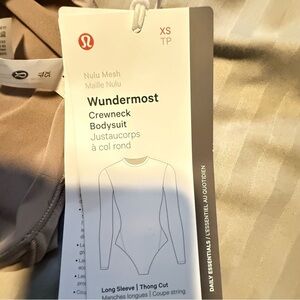 XS
TP
Nulu Mesh
Maille Nulu
Wundermost
Crewneck
Bodysuit
Justaucorps
à col rond
Long Sleeve | Thong Cut
Manches longues | Coupe string
DAILY ESSENTIALS / L'ESSENTIEL AU QUOTIDIEN